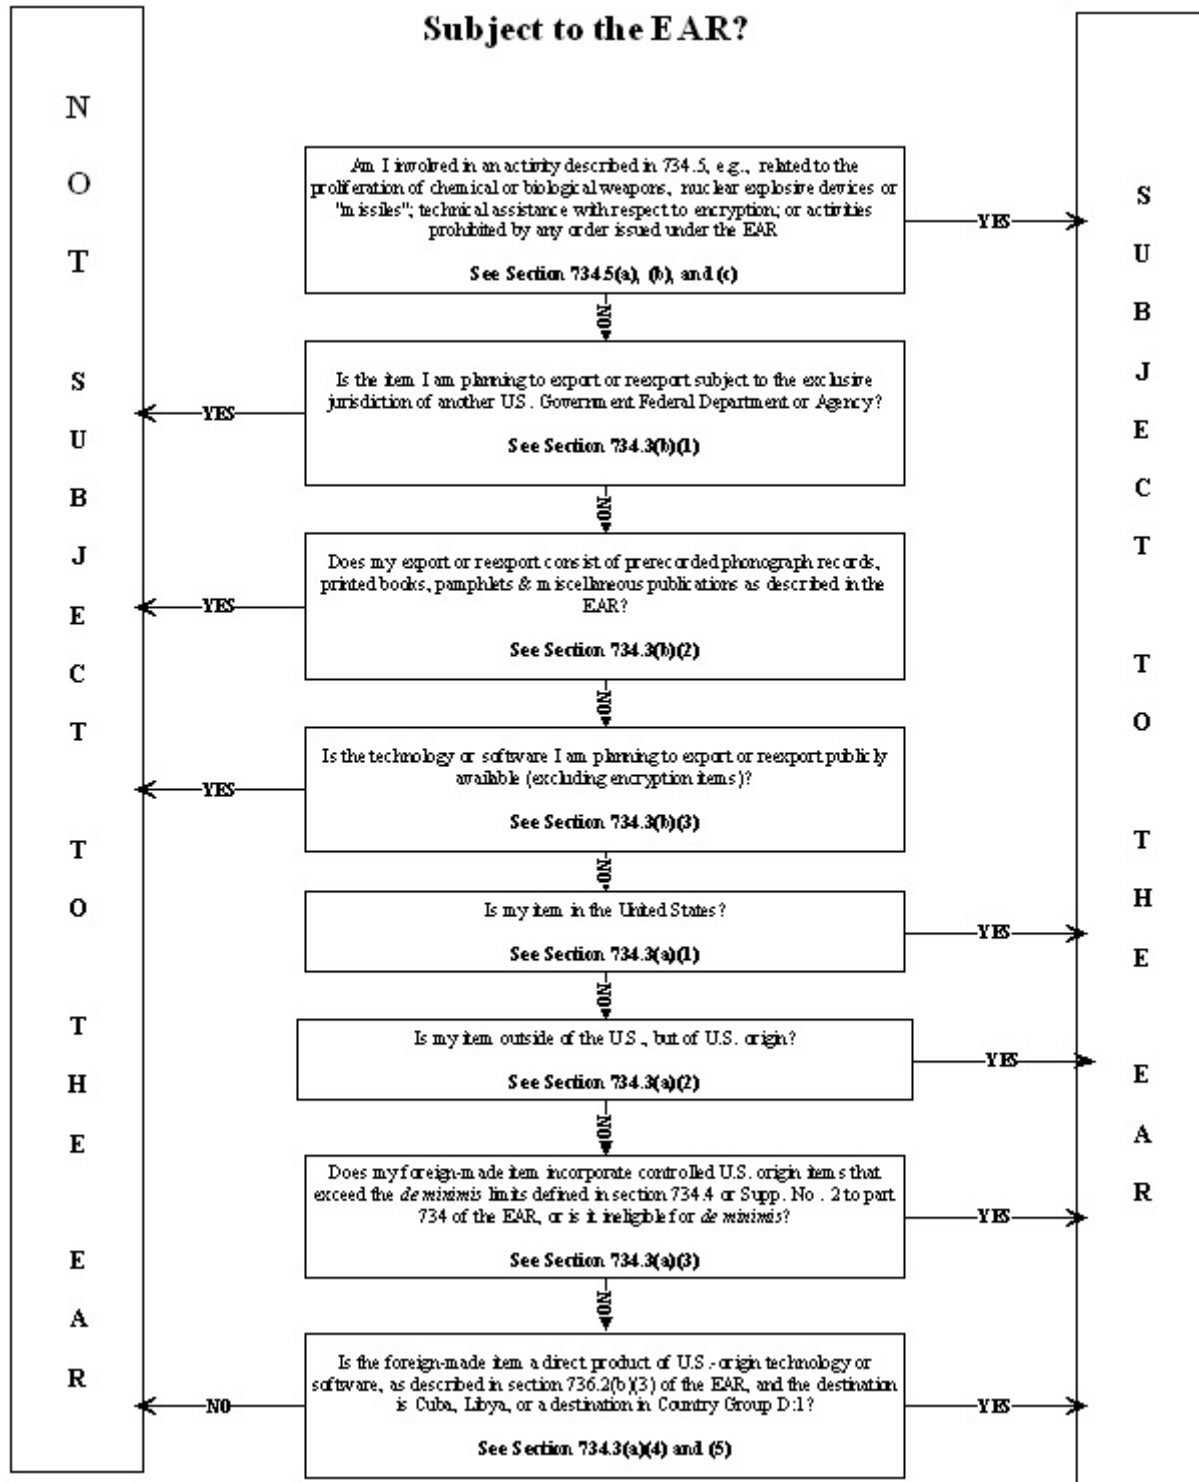 Subject to the EAR?
NOT SUBJECT TO THE EAR
SUBJECT TO THE EAR
Am I involved in an activity described in 734.5, e.g., related to the
proliferation of chemical or biological weapons, nuclear explosive devices or
"missiles"; technical assistance with respect to encryption; or activities
prohibited by any order issued under the EAR
See Section 734.5(a), (b), and (c)
YES
NO
Is the item I am planning to export or reexport subject to the exclusive
jurisdiction of another U.S. Government Federal Department or Agency?
See Section 734.3(b)(1)
YES
NO
Does my export or reexport consist of prerecorded phonograph records,
printed books, pamphlets & miscellaneous publications as described in the
EAR?
See Section 734.3(b)(2)
YES
NO
Is the technology or software I am planning to export or reexport publicly
available (excluding encryption items)?
See Section 734.3(b)(3)
YES
NO
Is my item in the United States?
See Section 734.3(a)(1)
YES
NO
Is my item outside of the U.S., but of U.S. origin?
See Section 734.3(a)(2)
YES
NO
Does my foreign-made item incorporate controlled U.S. origin items that
exceed the de minimis limits defined in section 734.4 or Supp. No. 2 to part
734 of the EAR, or is it ineligible for de minimis?
See Section 734.3(a)(3)
YES
NO
Is the foreign-made item a direct product of U.S.-origin technology or
software, as described in section 736.2(b)(3) of the EAR, and the destination
is Cuba, Libya, or a destination in Country Group D:1?
See Section 734.3(a)(4) and (5)
NO
YES